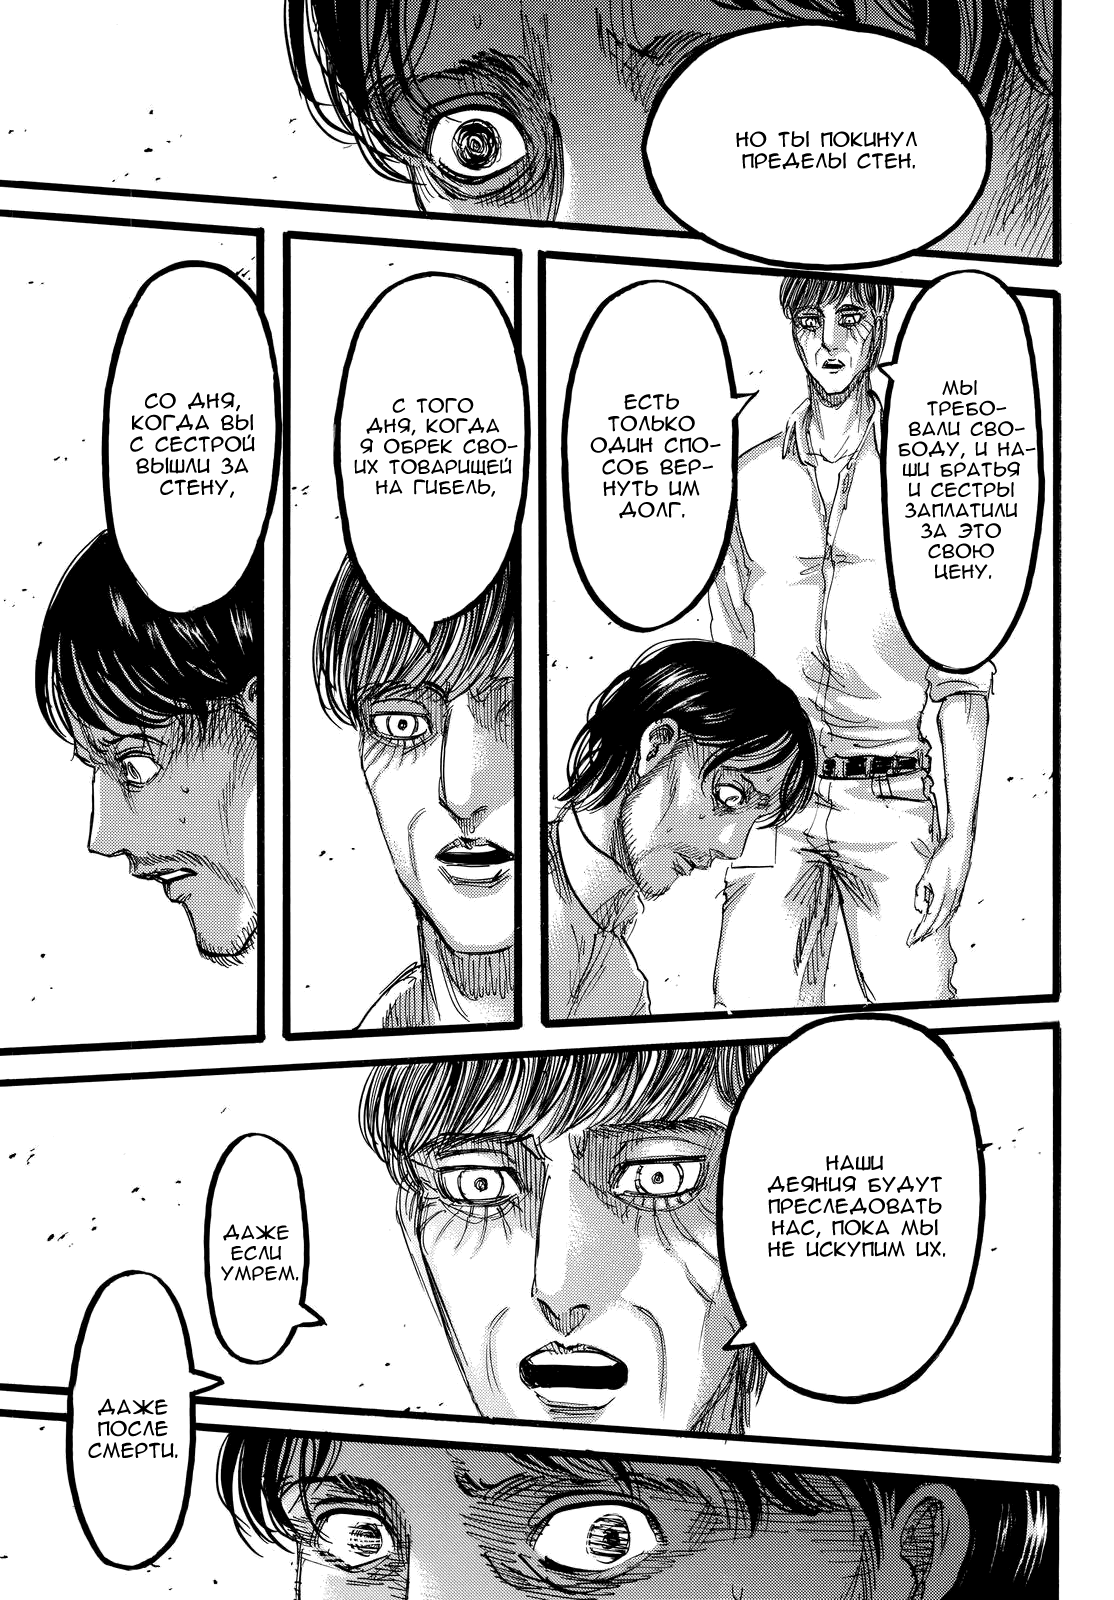 НО ТЫ ПОКИНУЛ
ПРЕДЕЛЫ СТЕН.
МЫ
ТРЕБО-
ВАЛИ СВО-
БОДУ, И НА-
ШИ БРАТЬЯ
И СЕСТРЫ
ЗАПЛАТИЛИ
ЗА ЭТО
СВОЮ
ЦЕНУ.
ЕСТЬ
ТОЛЬКО
ОДИН СПО-
СОБ ВЕР-
НУТЬ ИМ
ДОЛГ.
С ТОГО
ДНЯ, КОГДА
Я ОБРЕК СВО-
ИХ ТОВАРИЩЕЙ
НА ГИБЕЛЬ,
СО ДНЯ,
КОГДА ВЫ
С СЕСТРОЙ
ВЫШЛИ ЗА
СТЕНУ,
НАШИ
ДЕЯНИЯ БУДУТ
ПРЕСЛЕДОВАТЬ
НАС, ПОКА МЫ
НЕ ИСКУПИМ ИХ.
ДАЖЕ
ЕСЛИ
УМРЕМ.
ДАЖЕ
ПОСЛЕ
СМЕРТИ.